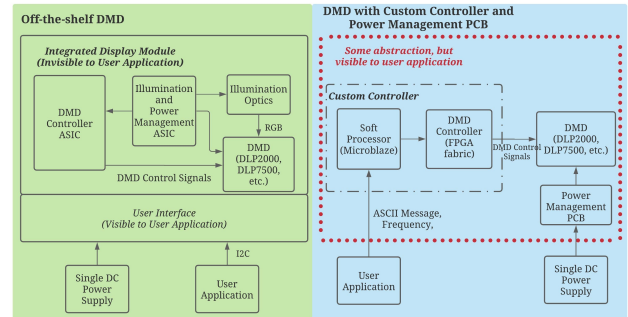 Off-the-shelf DMD
Integrated Display Module
(Invisible to User Application)
DMD
Controller
ASIC
Illumination
and
Power
Management
ASIC
Illumination
Optics
RGB
DMD
(DLP2000,
DLP7500,
etc.)
DMD Control Signals
User Interface
(Visible to User Application)
I2C
Single DC
Power
Supply
User
Application
DMD with Custom Controller and
Power Management PCB
Some abstraction, but
visible to user application
Custom Controller
Soft
Processor
(Microblaze)
DMD
Controller
(FPGA
fabric)
DMD Control
Signals
DMD
(DLP2000,
DLP7500, etc.)
Power
Management
PCB
ASCII Message,
Frequency,
User
Application
Single DC
Power
Supply